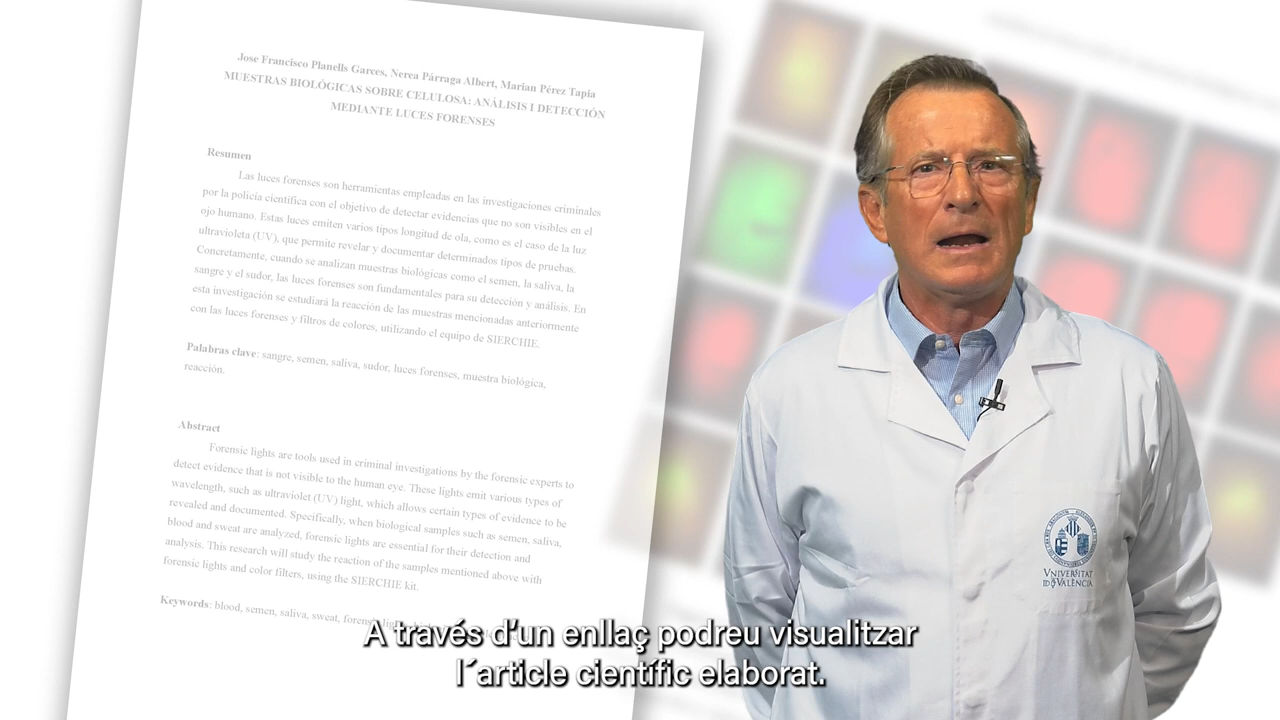 Jose Francisco Planells Garces, Nerea Párraga Albert, Marian Pérez Tapia
MUESTRAS BIOLÓGICAS SOBRE CELULOSA: ANÀLISIS I DETECCIÓN
MEDIANTE LUCES FORENSES
Resumen
Las luces forenses son herramientas empleadas en las investigaciones criminales
por la policía científica con el objetivo de detectar evidencias que no son visibles en el
ojo humano. Estas luces emiten varios tipos longitud de ola, como es el caso de la luz
ultravioleta (UV), que permite revelar y documentar determinados tipos de pruebas.
Concretamente, cuando se analizan muestras biológicas como el semen, la saliva, la
sangre y el sudor, las luces forenses son fundamentales para su detección y análisis. En
esta investigación se estudiará la reacción de las muestras mencionadas anteriormente
con las luces forenses y filtros de colores, utilizando el equipo de SIERCHIE.
Palabras clave: sangre, semen, saliva, sudor, luces forenses, muestra biológica,
reacción.
Abstract
Forensic lights are tools used in criminal investigations by the forensic experts to
detect evidence that is not visible to the human eye. These lights emit various types of
wavelength, such as ultraviolet (UV) light, which allows certain types of evidence to be
revealed and documented. Specifically, when biological samples such as semen, saliva,
blood and sweat are analyzed, forensic lights are essential for their detection and
analysis. This research will study the reaction of the samples mentioned above with
forensic lights and color filters, using the SIERCHIE kit.
Keywords: blood, semen, saliva, sweat,
A través d'un enllaç podreu visualitzar
l´article científic elaborat.
VNIVERSITAT
ID VALÈNCIA